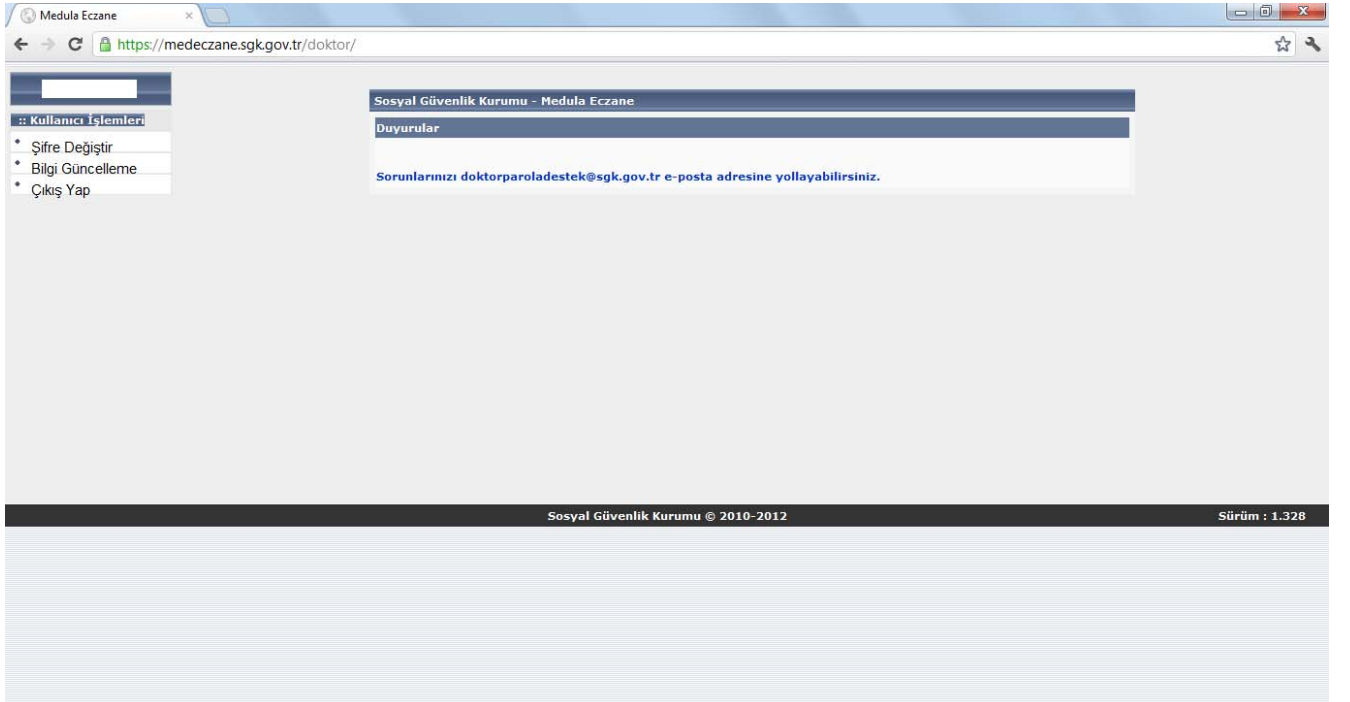 Medula Eczane
https://medeczane.sgk.gov.tr/doktor/
:: Kullanıcı İşlemleri
Şifre Değiştir
Bilgi Güncelleme
Çıkış Yap
Sosyal Güvenlik Kurumu - Medula Eczane
Duyurular
Sorunlarınızı doktorparoladestek@sgk.gov.tr e-posta adresine yollayabilirsiniz.
Sosyal Güvenlik Kurumu © 2010-2012
Sürüm : 1.328